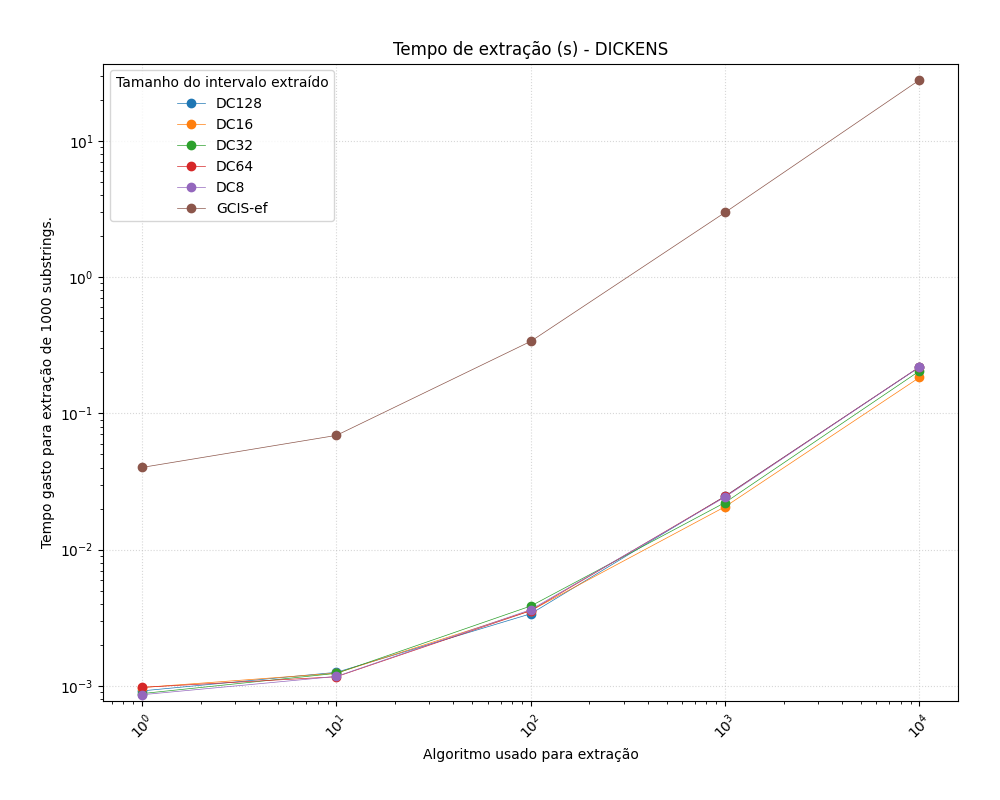 Tempo de extração (s) - DICKENS
Tamanho do intervalo extraído
DC128
DC16
DC32
DC64
DC8
GCIS-ef
Tempo gasto para extração de 1000 substrings.
10¹
10⁰
10⁻¹
10⁻²
10⁻³
10⁰
10¹
10²
10³
10⁴
Algoritmo usado para extração